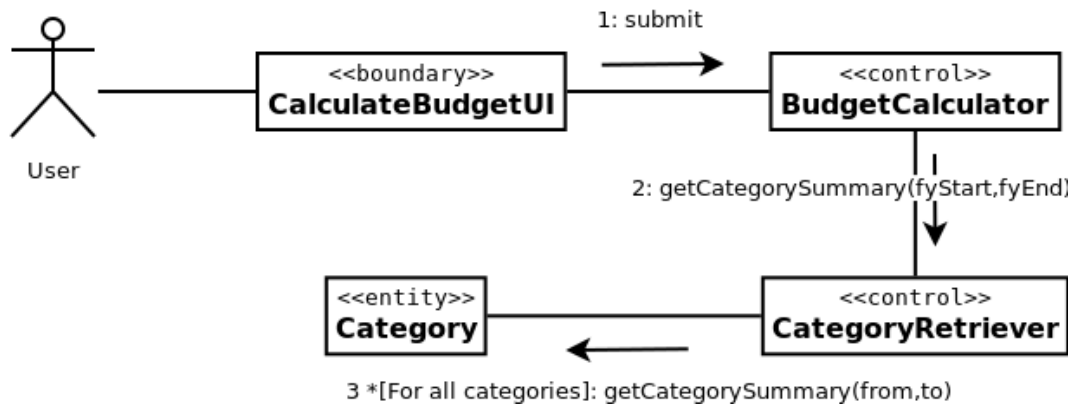 1: submit
<<boundary>>
CalculateBudgetUI
<<control>>
BudgetCalculator
User
2: getCategorySummary(fyStart,fyEnd)
<<entity>>
Category
<<control>>
CategoryRetriever
3 *[For all categories]: getCategorySummary(from,to)